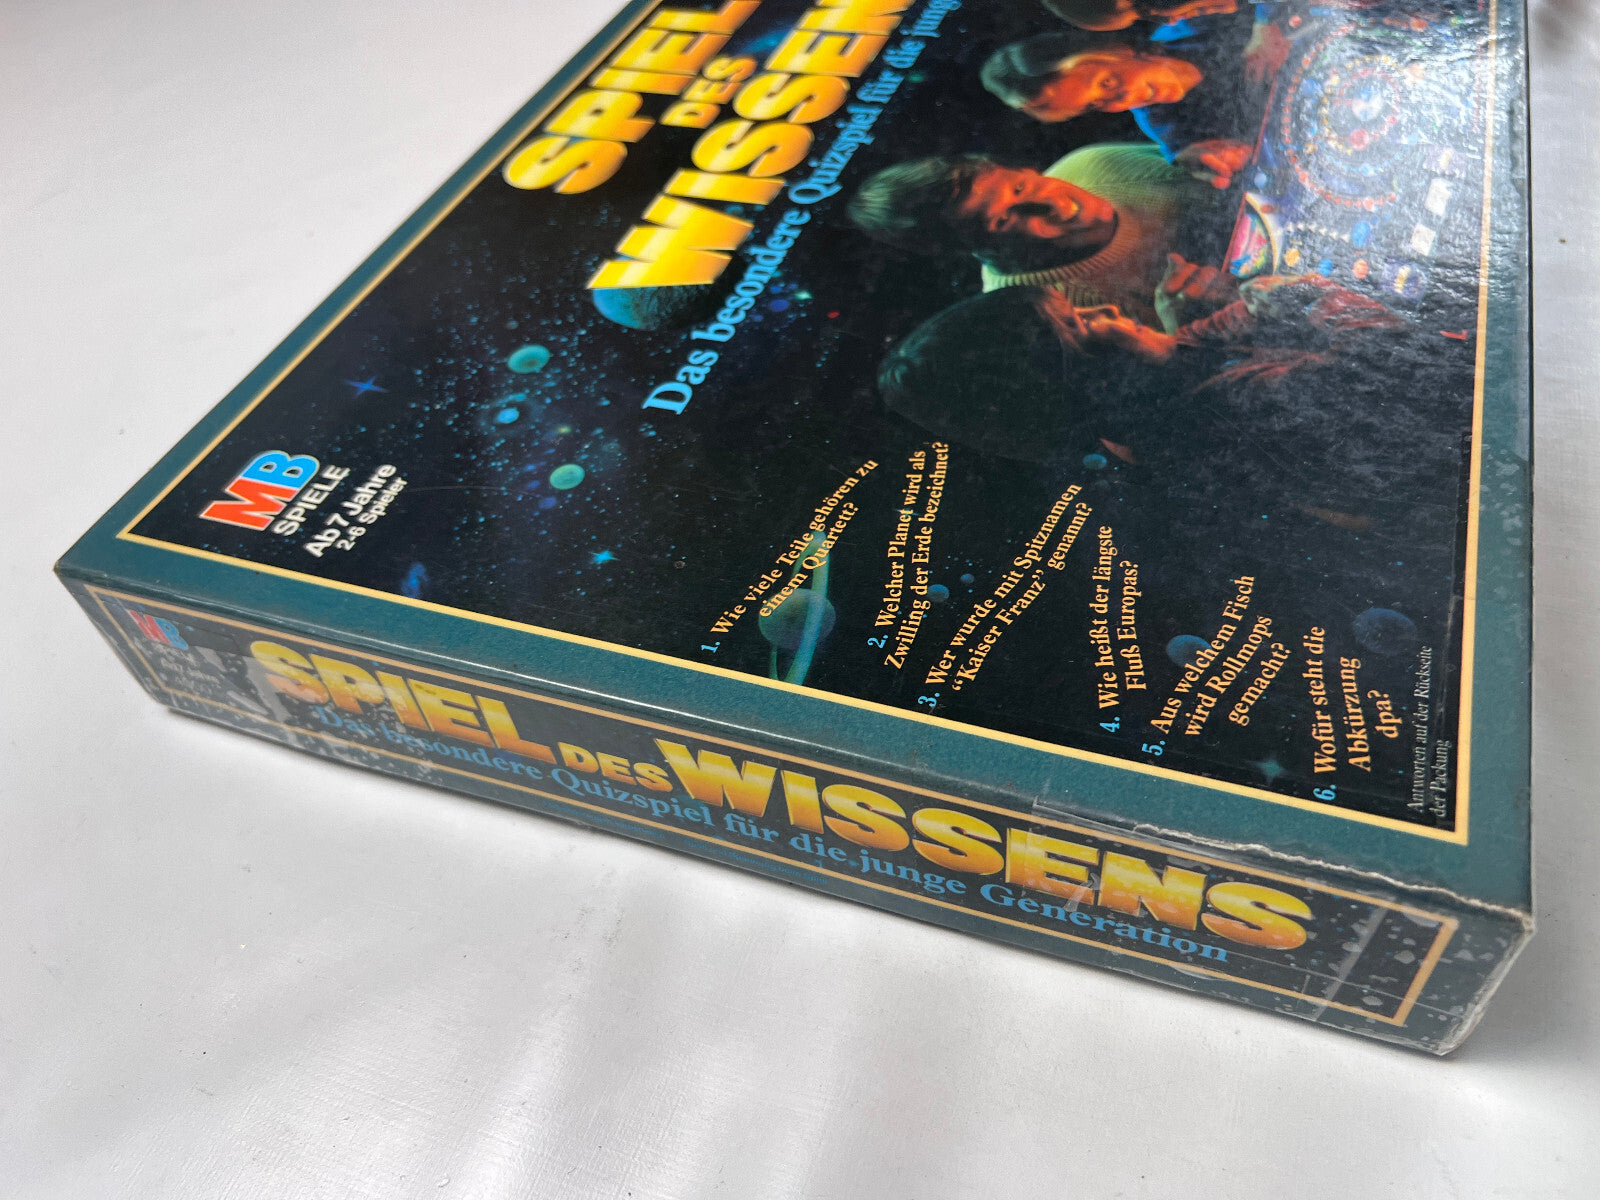 SPIEL
DES
WISSEN
Das besondere Quizspiel für die jung
MB
SPIELE
Ab 7 Jahre
2-6 Spieler
1. Wie viele Teile gehören zu
einem Quartett?
2. Welcher Planet wird als
Zwilling der Erde bezeichnet?
3. Wer wurde mit Spitznamen
“Kaiser Franz” genannt?
4. Wie heißt der längste
Fluß Europas?
5. Aus welchem Fisch
wird Rollmops
gemacht?
6. Wofür steht die
Abkürzung
dpa?
Antworten auf der Rückseite
der Packung
MB
SPIEL DES WISSENS
Das besondere Quizspiel für die junge Generation